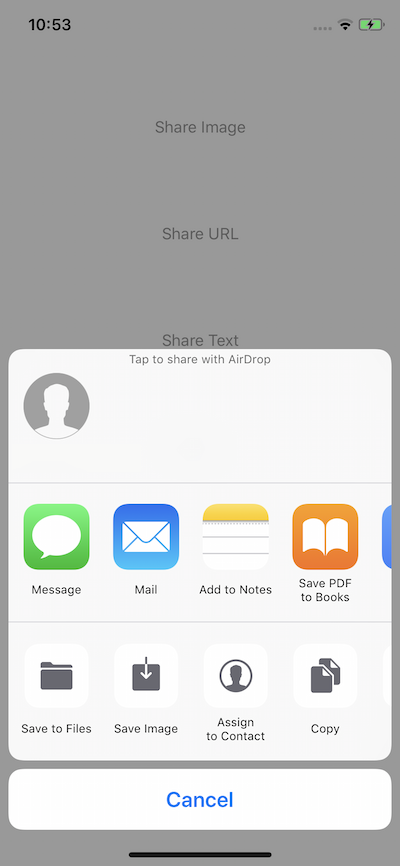 10:53
Share Image
Share URL
Share Text
Tap to share with AirDrop
Message
Mail
Add to Notes
Save PDF
to Books
Save to Files
Save Image
Assign
to Contact
Copy
Cancel